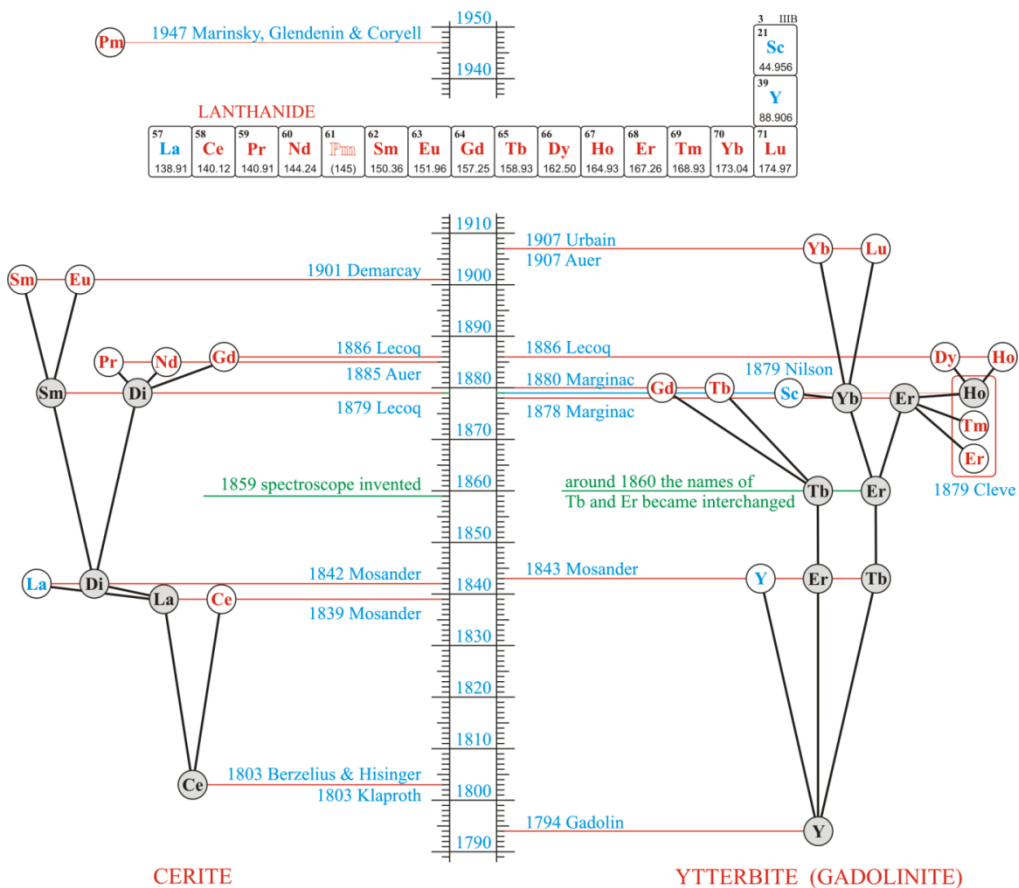 1950
3 IIIB
1947 Marinsky, Glendenin & Coryell
21
Sc
44.956
Pm
1940
39
Y
88.906
LANTHANIDE
57 58 59 60 61 62 63 64 65 66 67 68 69 70 71
La Ce Pr Nd Pm Sm Eu Gd Tb Dy Ho Er Tm Yb Lu
138.91 140.12 140.91 144.24 (145) 150.36 151.96 157.25 158.93 162.50 164.93 167.26 168.93 173.04 174.97
1910
1907 Urbain
Yb Lu
1907 Auer
Sm Eu
1901 Demarcay
1900
1890
Pr Nd Gd
1886 Lecoq
1886 Lecoq
Dy Ho
1885 Auer
1880
1880 Marginac
1879 Nilson
Gd Tb
Sm Di
Sc Yb Er Ho
1879 Lecoq
1878 Marginac
Tm
1870
Er
1859 spectroscope invented
1860
around 1860 the names of
Tb and Er became interchanged
Tb Er
1879 Cleve
1850
La Di
1842 Mosander
1840
1843 Mosander
Y Er Tb
La Ce
1839 Mosander
1830
1820
1810
Ce
1803 Berzelius & Hisinger
1803 Klaproth
1800
1794 Gadolin
Y
1790
CERITE
YTTERBITE (GADOLINITE)